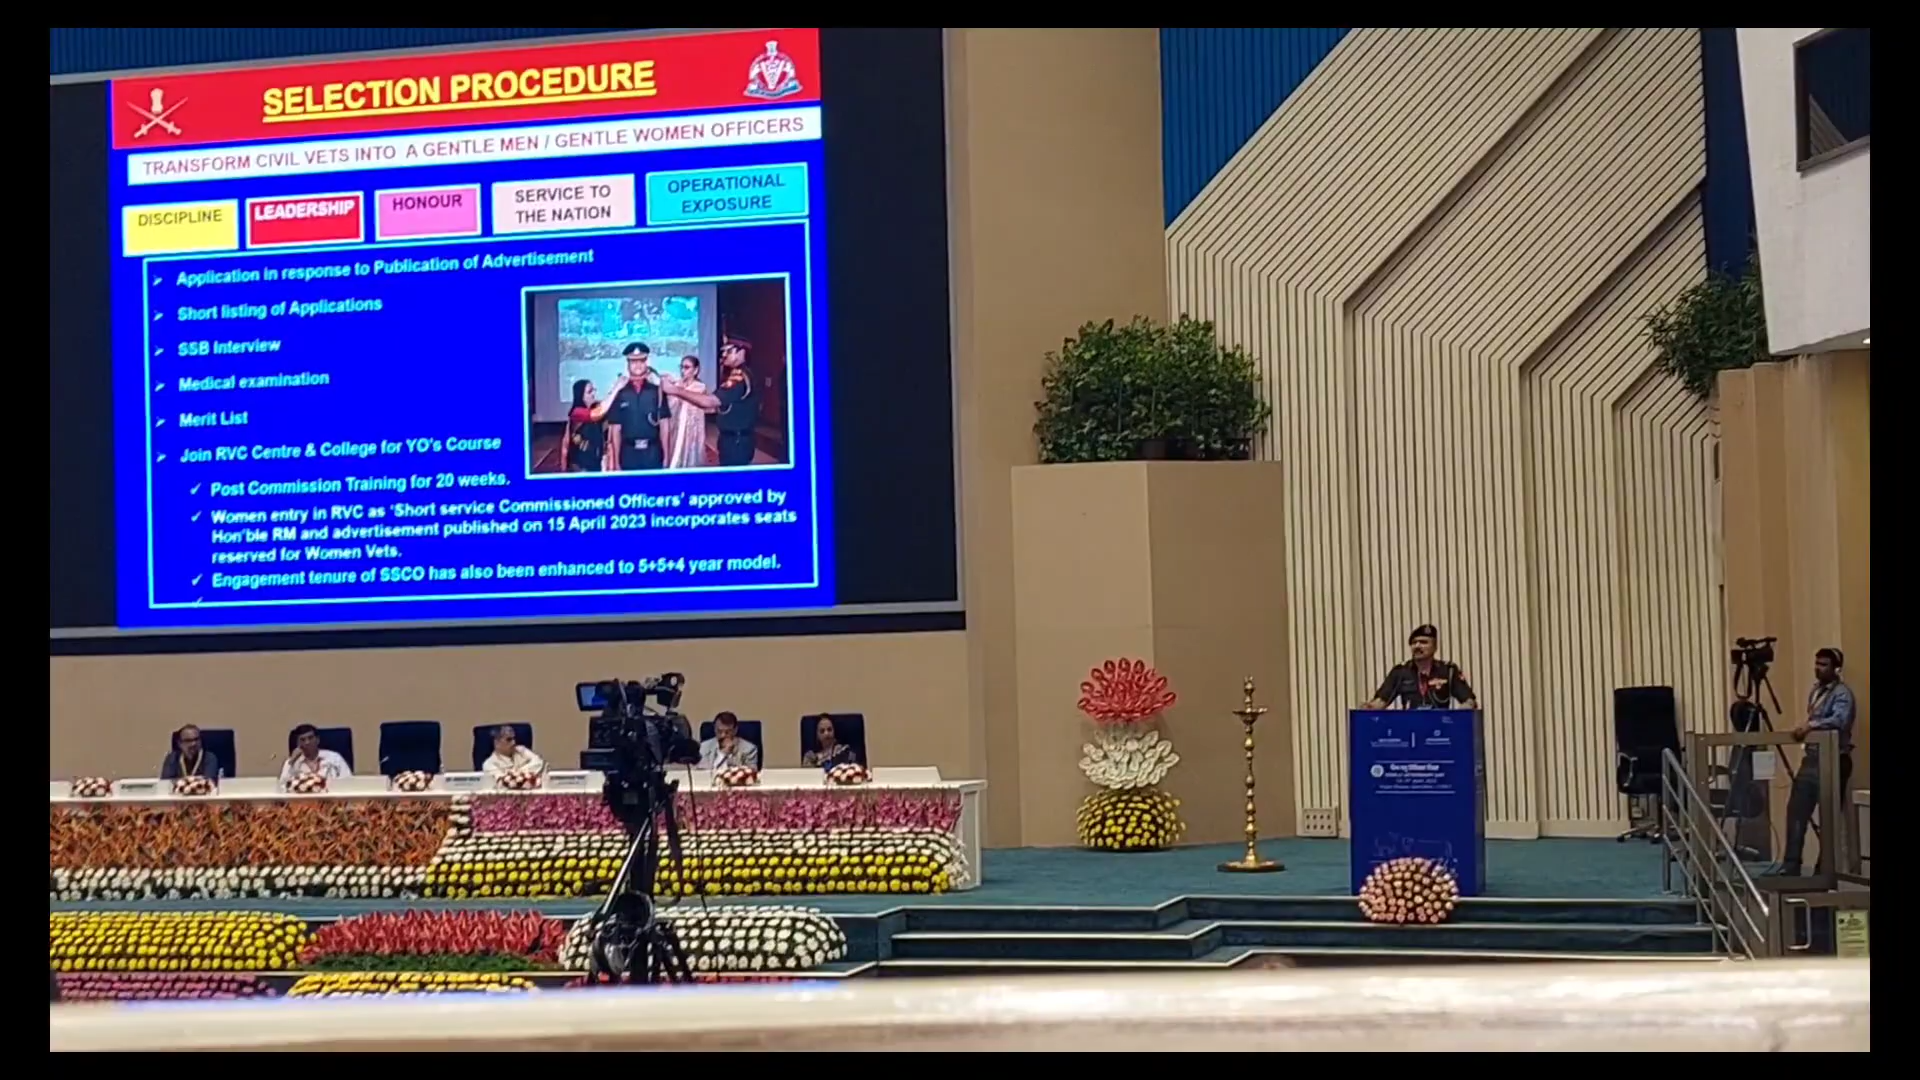 SELECTION PROCEDURE
TRANSFORM CIVIL VETS INTO A GENTLE MEN / GENTLE WOMEN OFFICERS
DISCIPLINE
LEADERSHIP
HONOUR
SERVICE TO
THE NATION
OPERATIONAL
EXPOSURE
➢ Application in response to Publication of Advertisement
➢ Short listing of Applications
➢ SSB Interview
➢ Medical examination
➢ Merit List
➢ Join RVC Centre & College for YO's Course
✓ Post Commission Training for 20 weeks.
✓ Women entry in RVC as 'Short service Commissioned Officers' approved by
Hon'ble RM and advertisement published on 15 April 2023 incorporates seats
reserved for Women Vets.
✓ Engagement tenure of SSCO has also been enhanced to 5+5+4 year model.